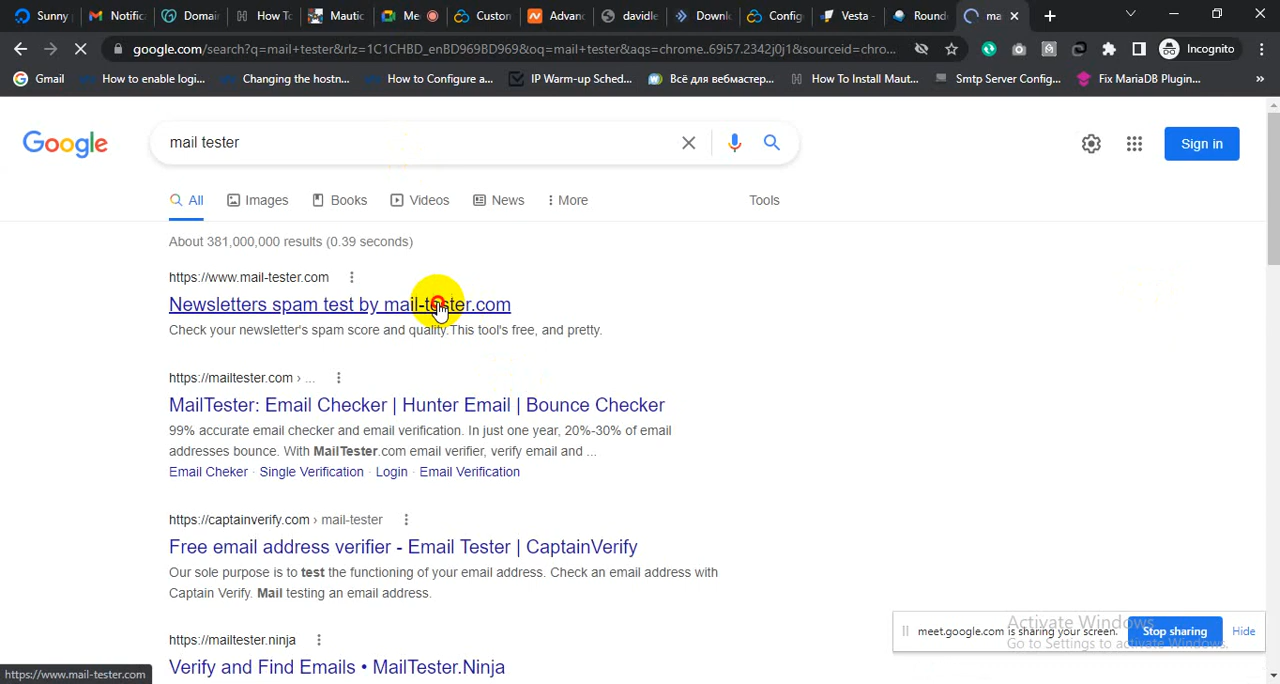 Sunny
Notific
Domai
How To
Mautic
Me
Custon
Advanc
davidle
Downl
Config
Vesta -
Round
ma
google.com/search?q=mail+tester&rlz=1C1CHBD_enBD969BD969&oq=mail+tester&aqs=chrome..69i57.2342j0j1&sourceid=chro...
Incognito
Gmail
How to enable logi...
Changing the hostn...
How to Configure a...
IP Warm-up Sched...
Всё для вебмастер...
How To Install Maut...
Smtp Server Config...
Fix MariaDB Plugin...
»
Google
mail tester
Sign in
All
Images
Books
Videos
News
More
Tools
About 381,000,000 results (0.39 seconds)
https://www.mail-tester.com
Newsletters spam test by mail-tester.com
Check your newsletter's spam score and quality.This tool's free, and pretty.
https://mailtester.com › ...
MailTester: Email Checker | Hunter Email | Bounce Checker
99% accurate email checker and email verification. In just one year, 20%-30% of email
addresses bounce. With MailTester.com email verifier, verify email and ...
Email Cheker · Single Verification · Login · Email Verification
https://captainverify.com › mail-tester
Free email address verifier - Email Tester | CaptainVerify
Our sole purpose is to test the functioning of your email address. Check an email address with
Captain Verify. Mail testing an email address.
https://mailtester.ninja
Verify and Find Emails • MailTester.Ninja
Activate Windows
Go to Settings to activate Windows.
meet.google.com is sharing your screen.
Stop sharing
Hide
https://www.mail-tester.com